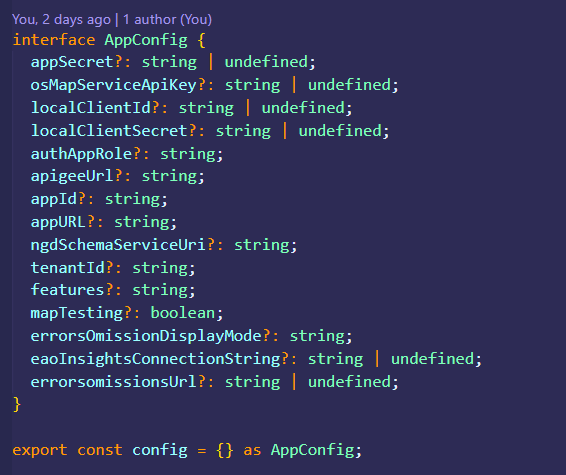 You, 2 days ago | 1 author (You)
interface AppConfig {
  appSecret?: string | undefined;
  osMapServiceApiKey?: string | undefined;
  localClientId?: string | undefined;
  localClientSecret?: string | undefined;
  authAppRole?: string;
  apigeeUrl?: string;
  appId?: string;
  appURL?: string;
  ngdSchemaServiceUri?: string;
  tenantId?: string;
  features?: string;
  mapTesting?: boolean;
  errorsOmissionDisplayMode?: string;
  eaoInsightsConnectionString?: string | undefined;
  errorsomissionsUrl?: string | undefined;
}
export const config = {} as AppConfig;